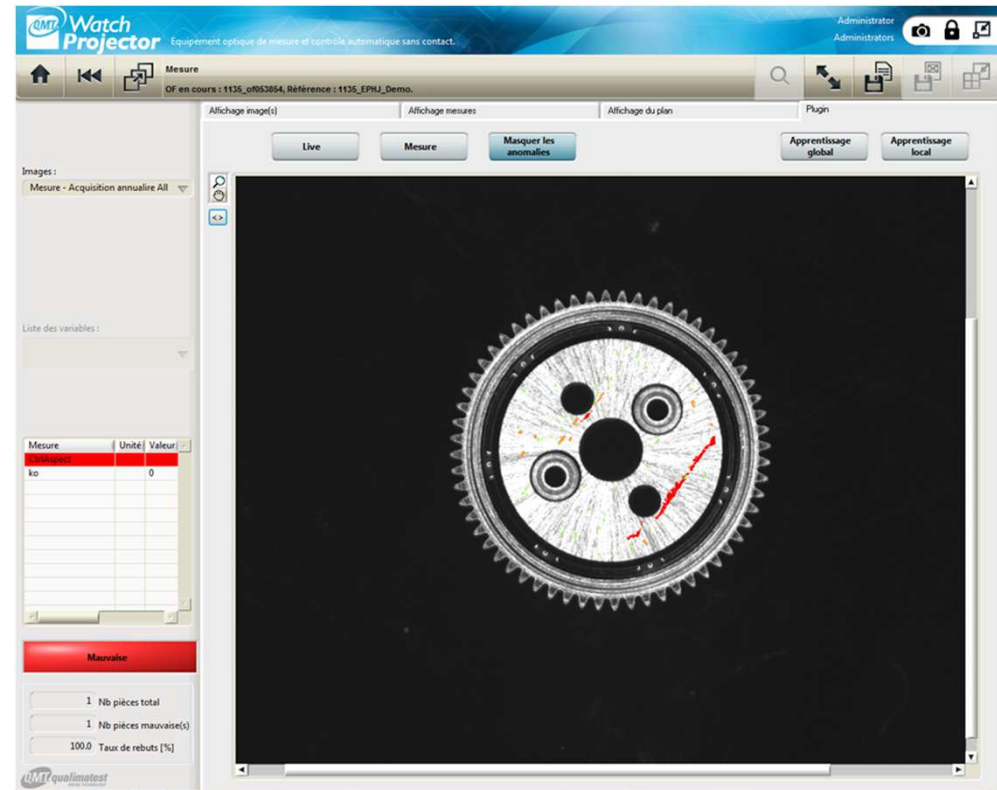 QMT Watch
Projector
Equipement optique de mesure et contrôle automatique sans contact.
Administrator
Administrators
Mesure
OF en cours : 1135_of053854, Référence : 1135_EPHJ_Demo.
Affichage image(s)
Affichage mesures
Affichage du plan
Plugin
Live
Mesure
Masquer les
anomalies
Apprentissage
global
Apprentissage
local
Images :
Mesure - Acquisition annualire All
Liste des variables :
Mesure Unité Valeur
CtrlAspect
ko 0
Mauvaise
1 Nb pièces total
1 Nb pièces mauvaise(s)
100.0 Taux de rebuts [%]
QMT qualimatest